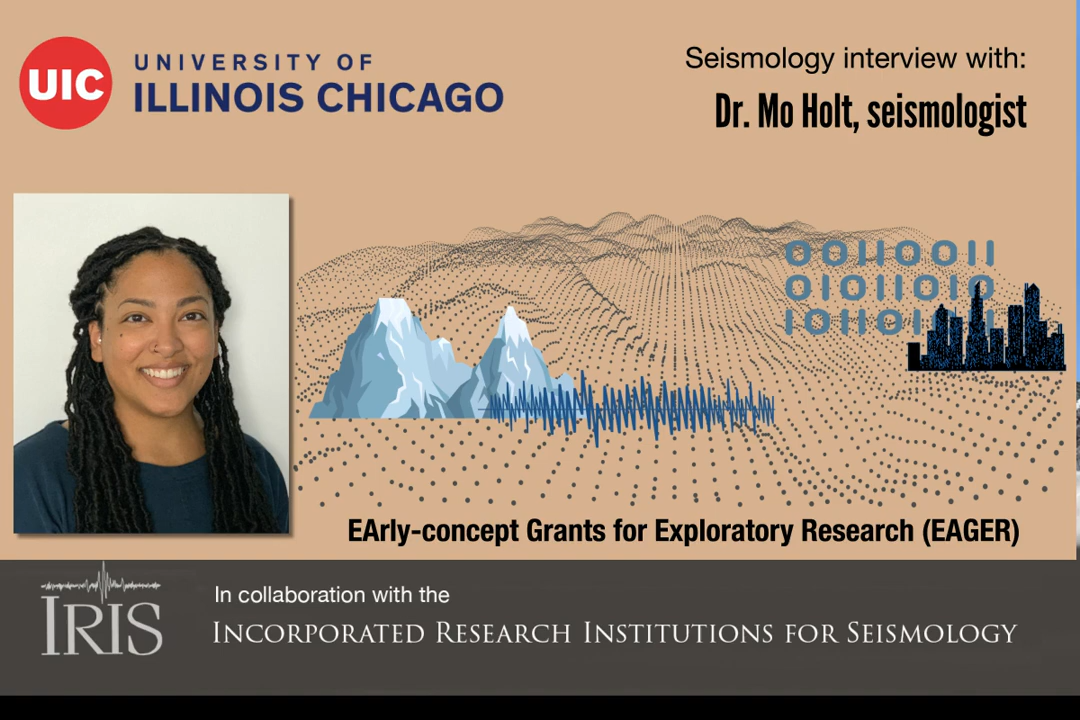 UIC
UNIVERSITY OF
ILLINOIS CHICAGO
Seismology interview with:
Dr. Mo Holt, seismologist
00110011
01011010
101101
EArly-concept Grants for Exploratory Research (EAGER)
IRIS
In collaboration with the
INCORPORATED RESEARCH INSTITUTIONS FOR SEISMOLOGY